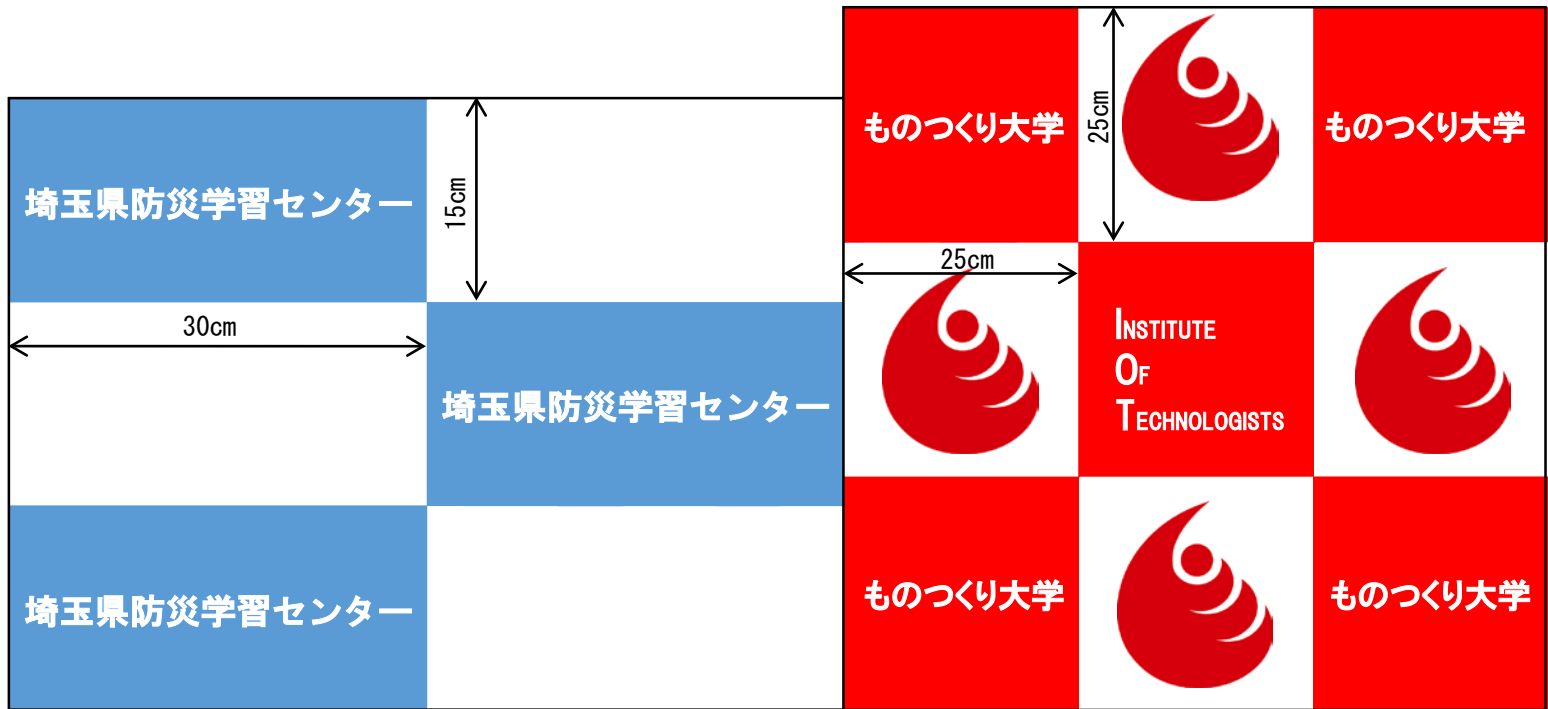 埼玉県防災学習センター
15cm
30cm
埼玉県防災学習センター
埼玉県防災学習センター
ものつくり大学
25cm
ものつくり大学
25cm
INSTITUTE
OF
TECHNOLOGISTS
ものつくり大学
ものつくり大学